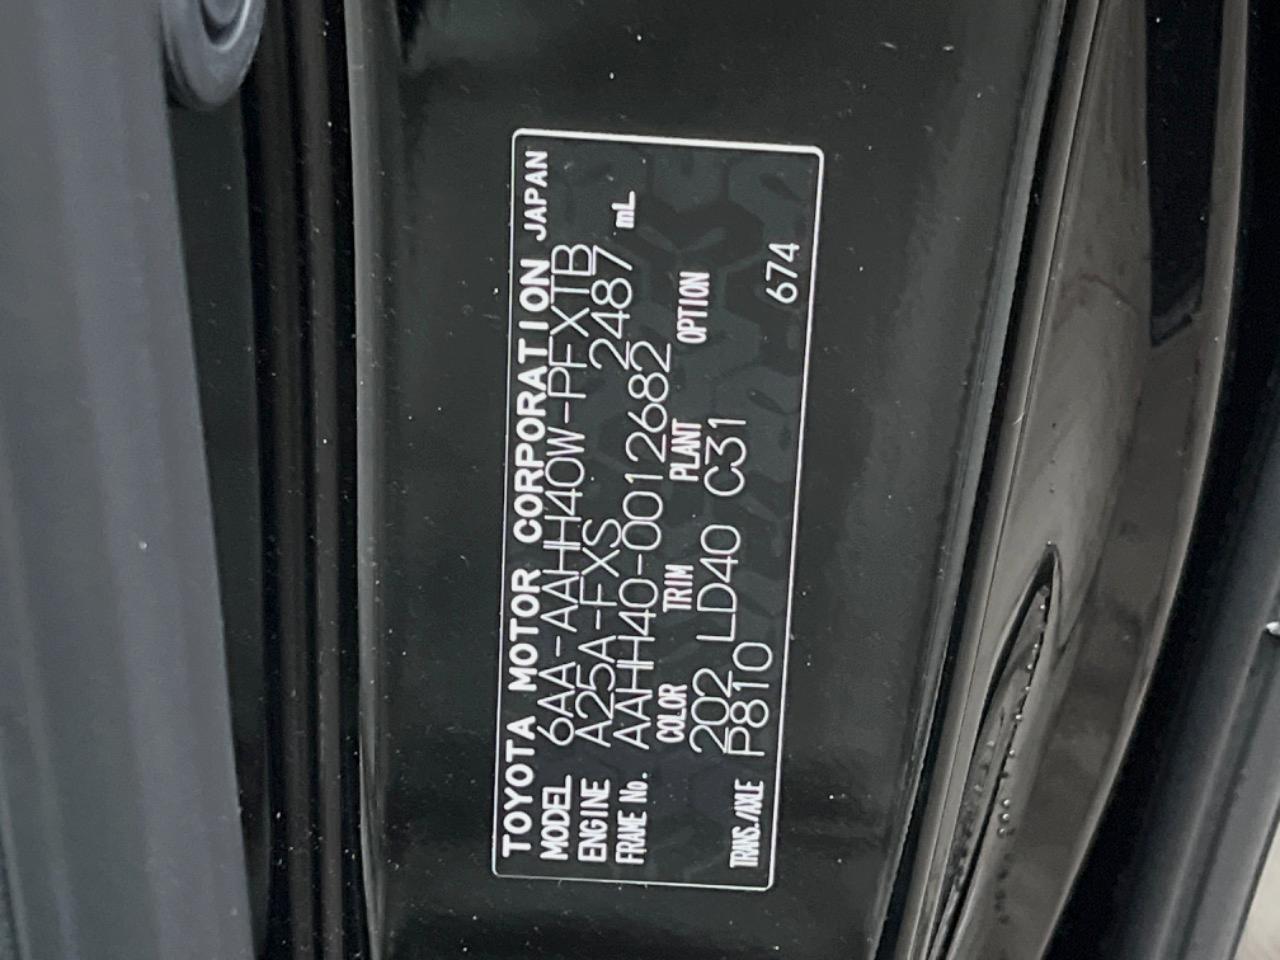 TOYOTA MOTOR CORPORATION JAPAN
MODEL 6AA-AAHH40W-PFXTB
ENGINE A25A-FXS 2487 mL
FRAME No. AAHH40-0012682
COLOR TRIM PLANT OPTION
202 LD40 C31
TRANS./AXLE P810 674